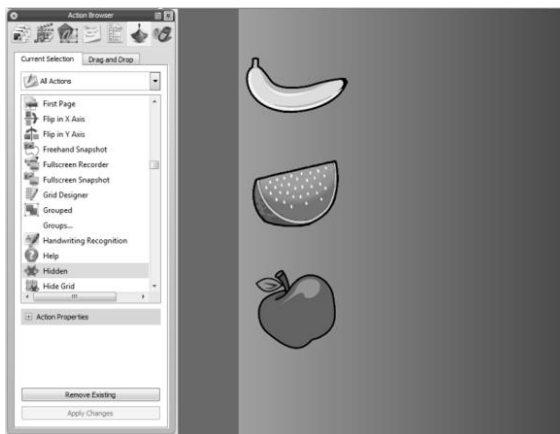 Action Browser
Current Selection
Drag and Drop
All Actions
First Page
Flip in X Axis
Flip in Y Axis
Freehand Snapshot
Fullscreen Recorder
Fullscreen Snapshot
Grid Designer
Grouped
Groups...
Handwriting Recognition
Help
Hidden
Hide Grid
Action Properties
Remove Existing
Apply Changes